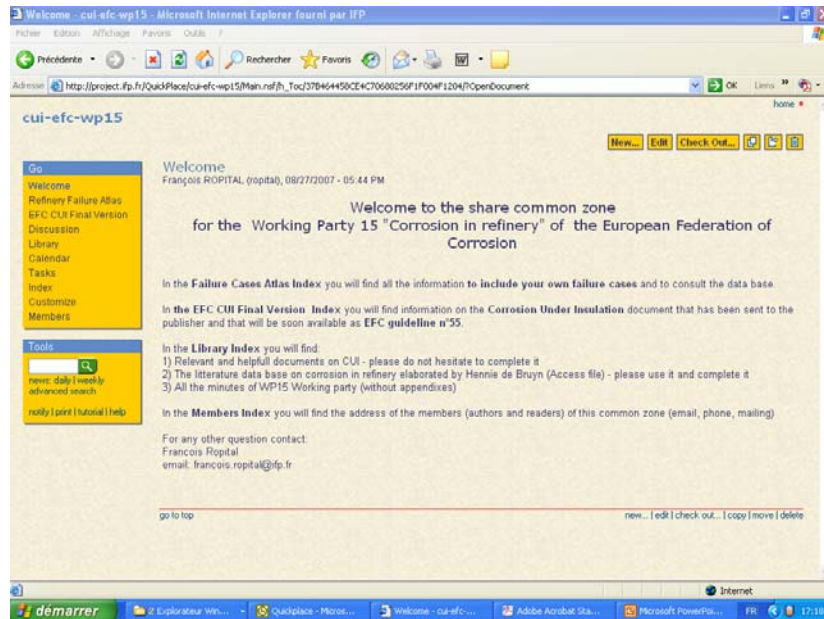 Welcome - cui-efc-wp15 - Microsoft Internet Explorer fourni par IFP
Fichier Edition Affichage Favoris Outils ?
Précédente Rechercher Favoris
Adresse http://project.ifp.fr/QuickPlace/cui-efc-wp15/Main.nsf/h_Toc/37B464450CE4C70680256F1F004F1204/?OpenDocument OK Liens »
home
cui-efc-wp15
New... Edit Check Out...
Go
Welcome
Refinery Failure Atlas
EFC CUI Final Version
Discussion
Library
Calendar
Tasks
Index
Customize
Members
Tools
news: daily | weekly
advanced search
notify | print | tutorial | help
Welcome
François ROPITAL (ropital), 08/27/2007 - 05:44 PM
Welcome to the share common zone
for the Working Party 15 "Corrosion in refinery" of the European Federation of
Corrosion
In the Failure Cases Atlas Index you will find all the information to include your own failure cases and to consult the data base.
In the EFC CUI Final Version Index you will find information on the Corrosion Under Insulation document that has been sent to the
publisher and that will be soon available as EFC guideline n°55.
In the Library Index you will find:
1) Relevant and helpfull documents on CUI - please do not hesitate to complete it
2) The litterature data base on corrosion in refinery elaborated by Hennie de Bruyn (Access file) - please use it and complete it
3) All the minutes of WP15 Working party (without appendixes)
In the Members Index you will find the address of the members (authors and readers) of this common zone (email, phone, mailing)
For any other question contact:
Francois Ropital
email: francois.ropital@ifp.fr
go to top
new... | edit | check out... | copy | move | delete
Internet
démarrer 2 Explorateur Win... Quickplace - Micros... Welcome - cui-efc-... Adobe Acrobat Sta... Microsoft PowerPoi... FR 17:10